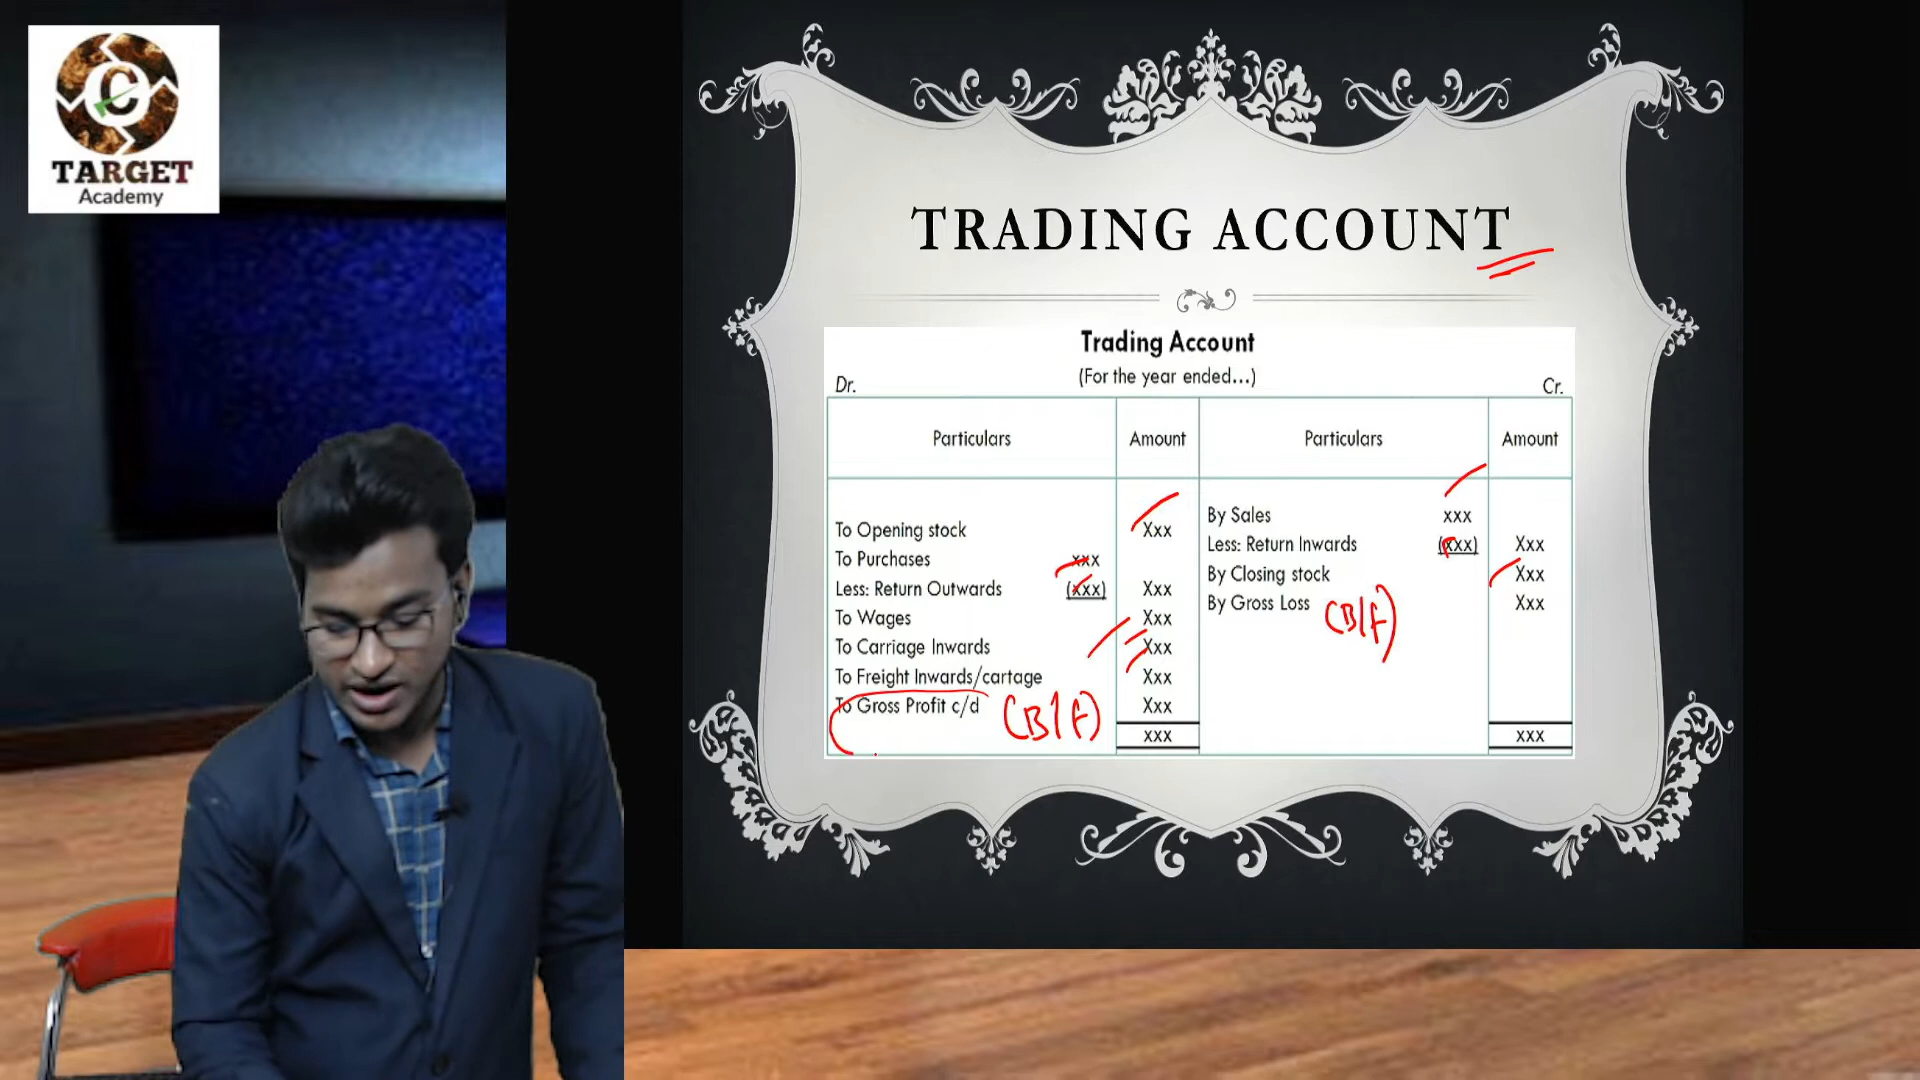 TARGET
Academy
TRADING ACCOUNT
Trading Account
(For the year ended...)
Dr.
Cr.
Particulars Amount Particulars Amount
To Opening stock Xxx
To Purchases xxx
Less: Return Outwards (xxx) Xxx
To Wages Xxx
To Carriage Inwards Xxx
To Freight Inwards/cartage Xxx
To Gross Profit c/d (B/f) Xxx
xxx
By Sales xxx
Less: Return Inwards (xxx) Xxx
By Closing stock Xxx
By Gross Loss (B/f) Xxx
xxx